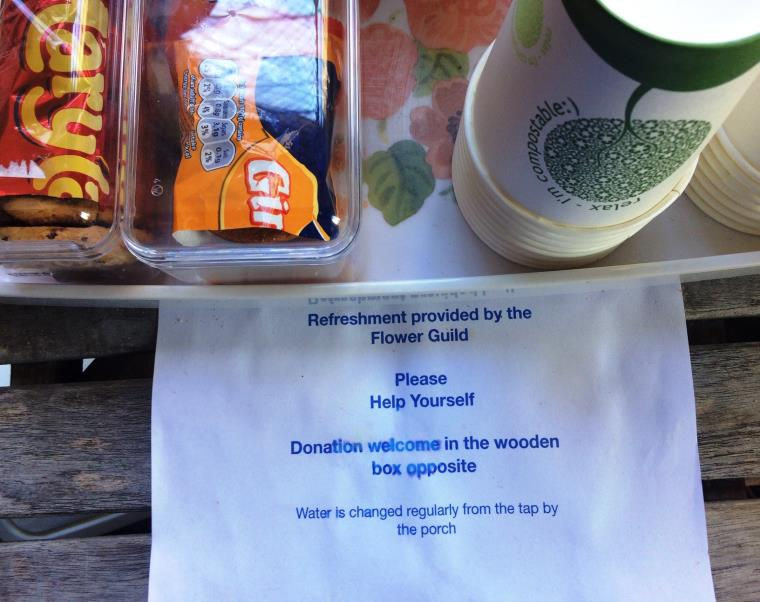 I'm compostable:)
relax - I'm
Refreshment provided by the
Flower Guild
Please
Help Yourself
Donation welcome in the wooden
box opposite
Water is changed regularly from the tap by
the porch